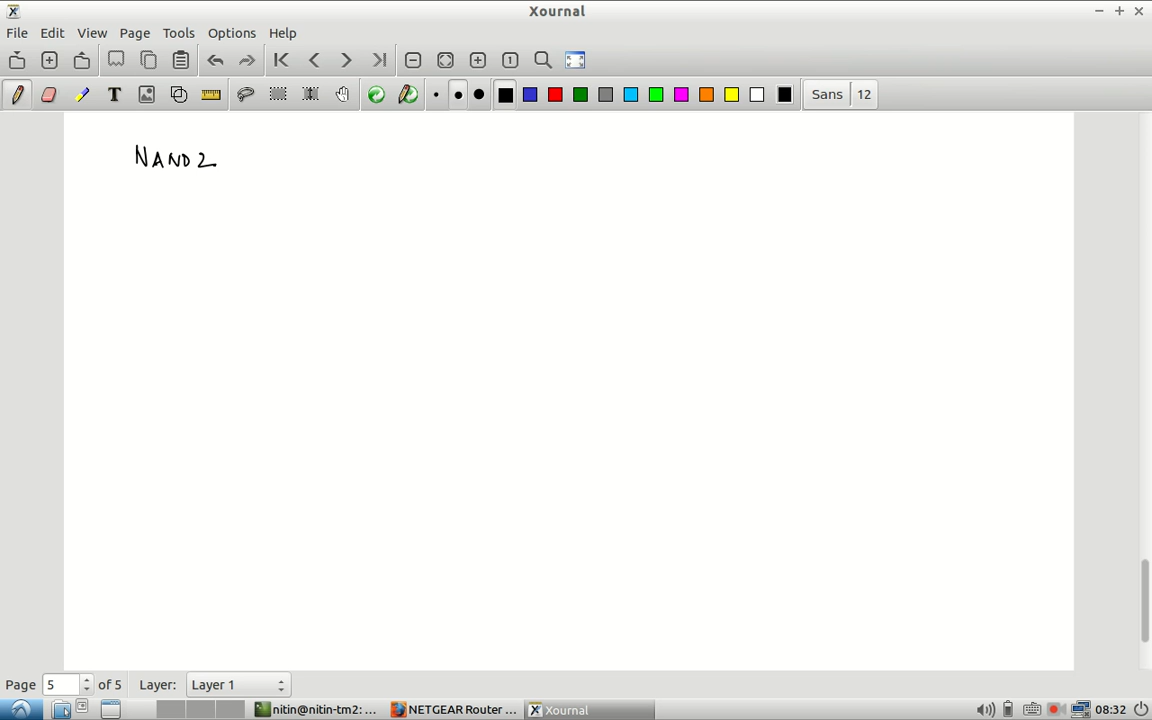 Xournal
File Edit View Page Tools Options Help
Sans 12
NAND2
Page 5 of 5 Layer: Layer 1
nitin@nitin-tm2: ... NETGEAR Router ... Xournal 08:32